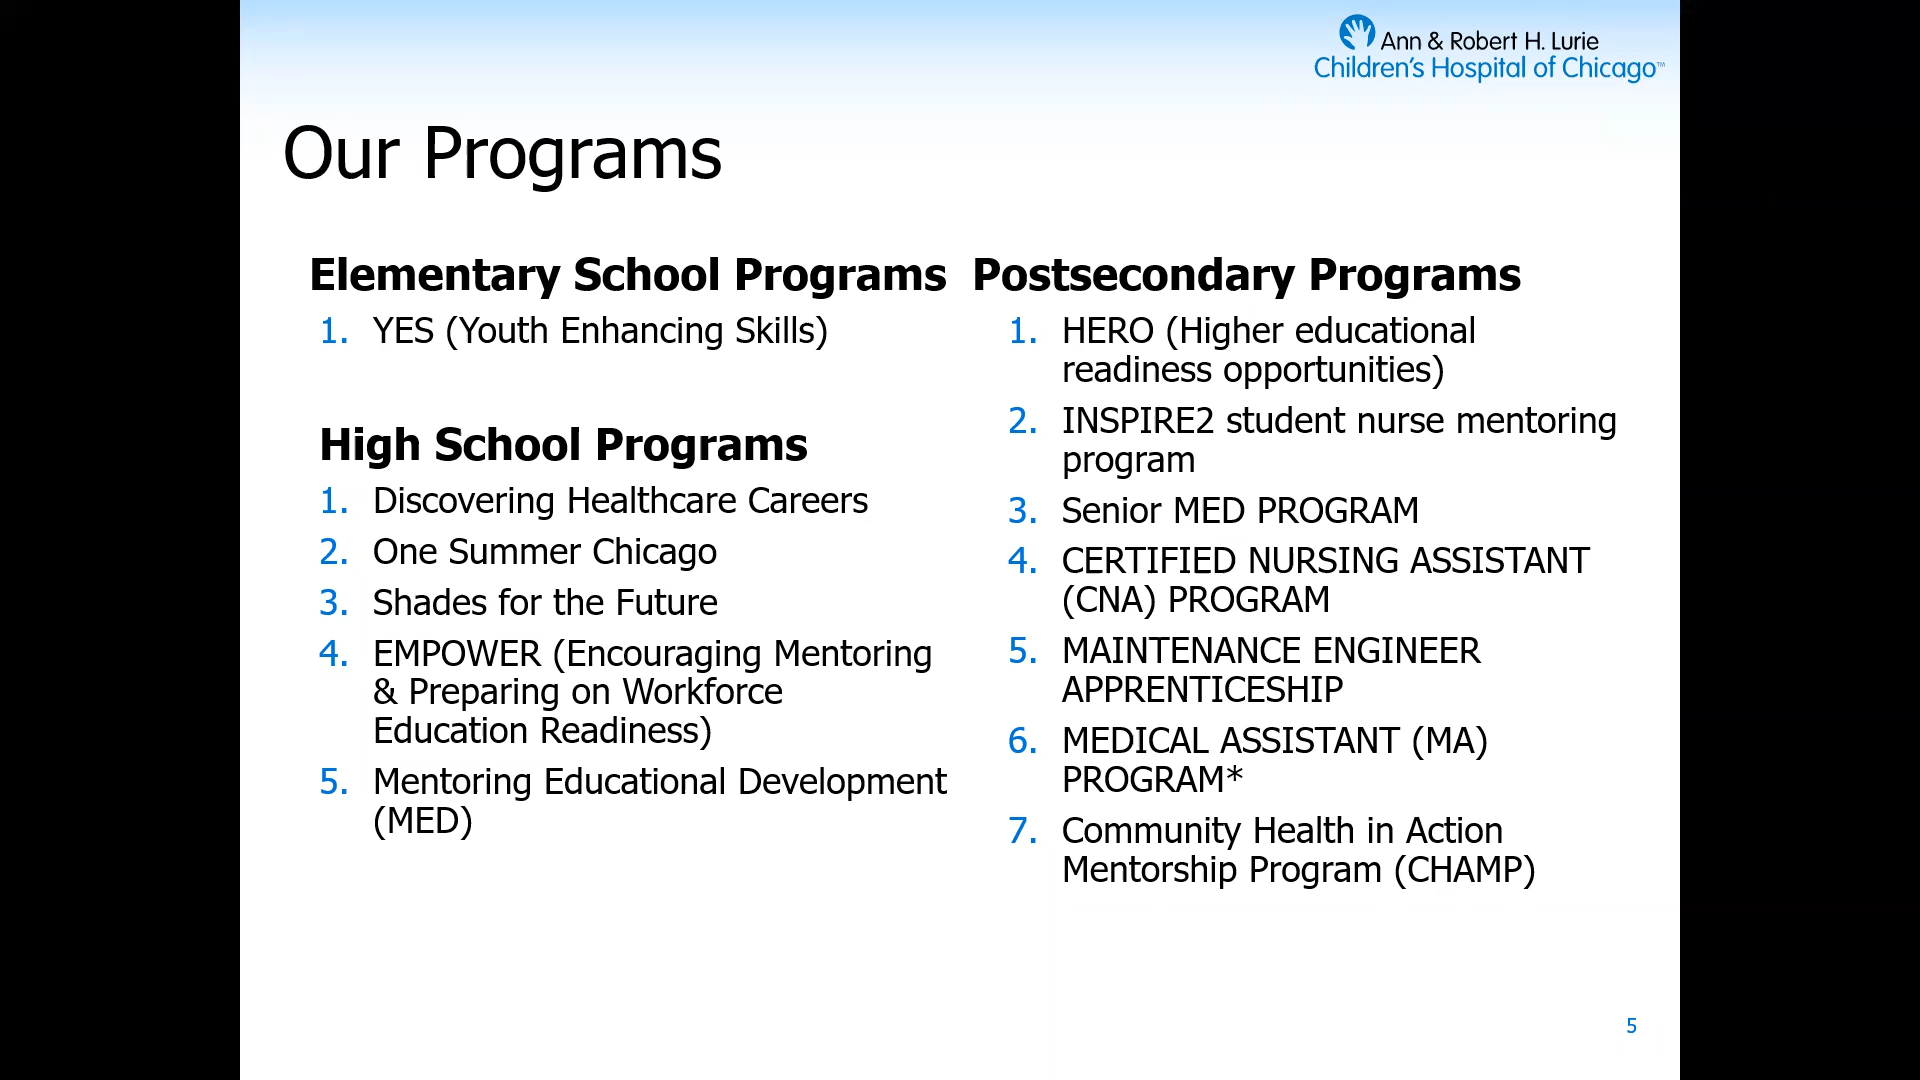 Ann & Robert H. Lurie
Children's Hospital of Chicago™
Our Programs
Elementary School Programs
1. YES (Youth Enhancing Skills)
High School Programs
1. Discovering Healthcare Careers
2. One Summer Chicago
3. Shades for the Future
4. EMPOWER (Encouraging Mentoring
& Preparing on Workforce
Education Readiness)
5. Mentoring Educational Development
(MED)
Postsecondary Programs
1. HERO (Higher educational
readiness opportunities)
2. INSPIRE2 student nurse mentoring
program
3. Senior MED PROGRAM
4. CERTIFIED NURSING ASSISTANT
(CNA) PROGRAM
5. MAINTENANCE ENGINEER
APPRENTICESHIP
6. MEDICAL ASSISTANT (MA)
PROGRAM*
7. Community Health in Action
Mentorship Program (CHAMP)
5